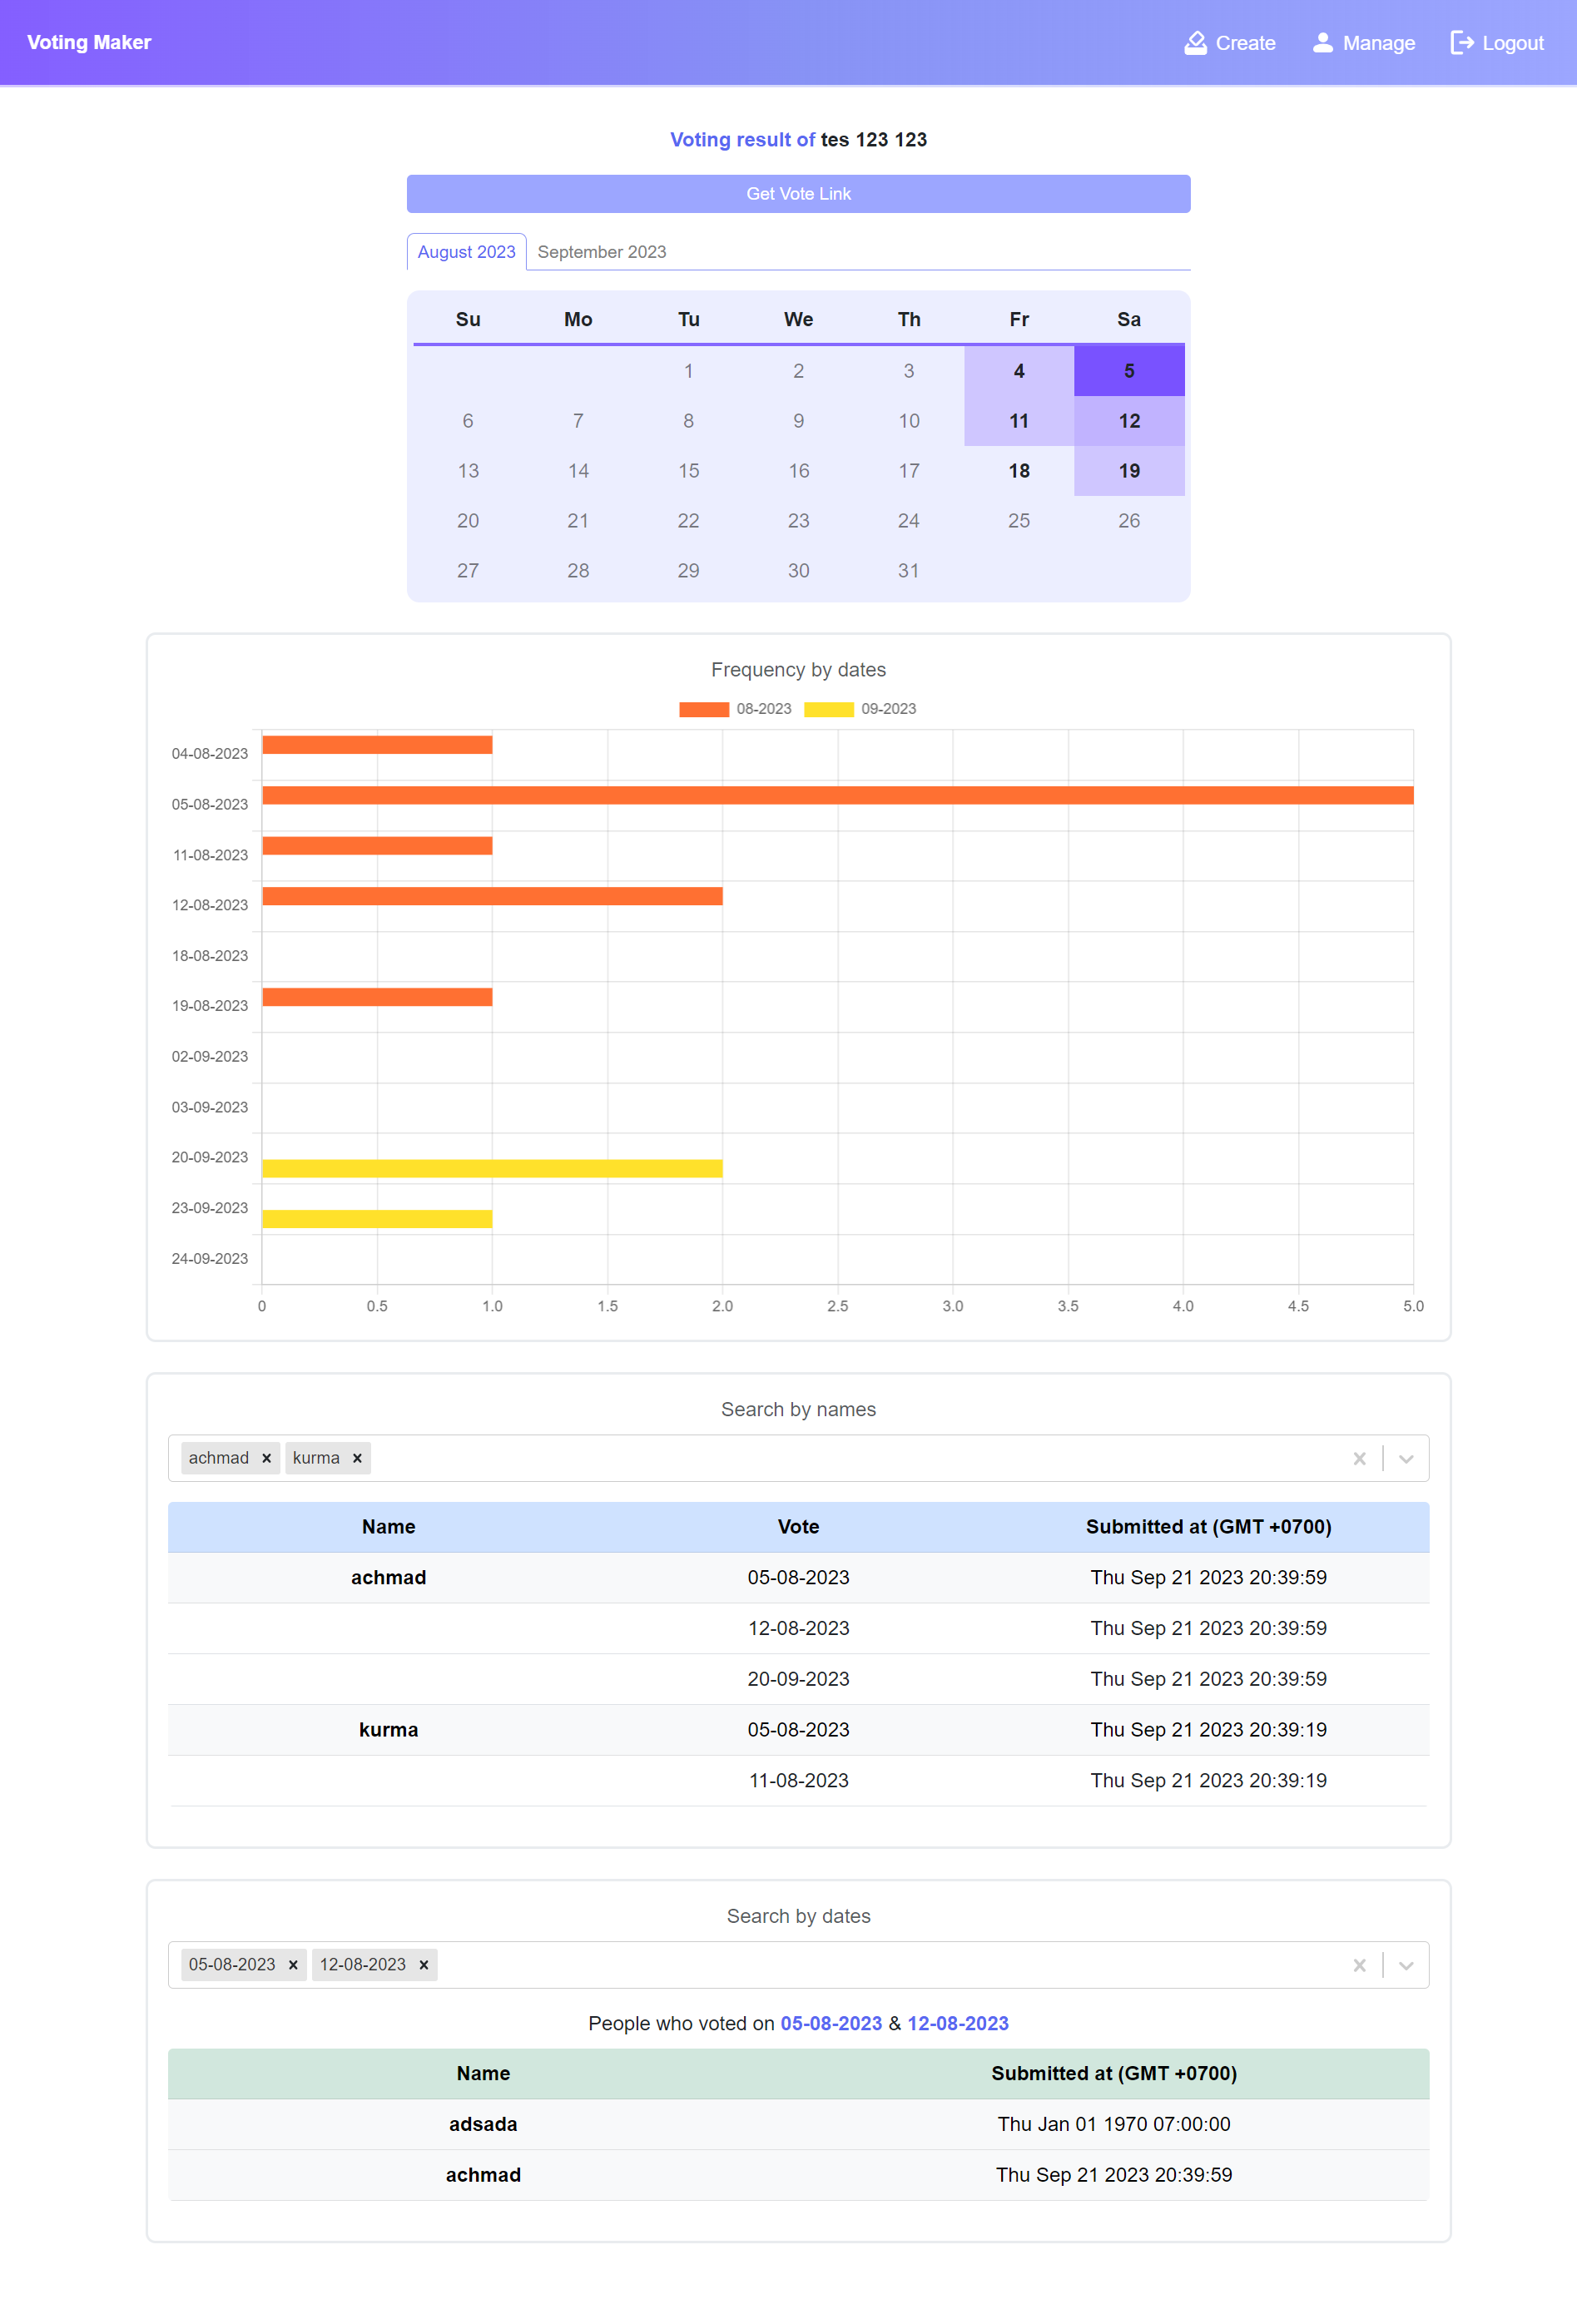 Voting Maker Create Manage Logout
Voting result of tes 123 123
Get Vote Link
August 2023 September 2023
Su Mo Tu We Th Fr Sa
1 2 3 4 5
6 7 8 9 10 11 12
13 14 15 16 17 18 19
20 21 22 23 24 25 26
27 28 29 30 31
Frequency by dates
08-2023 09-2023
04-08-2023
05-08-2023
11-08-2023
12-08-2023
18-08-2023
19-08-2023
02-09-2023
03-09-2023
20-09-2023
23-09-2023
24-09-2023
0 0.5 1.0 1.5 2.0 2.5 3.0 3.5 4.0 4.5 5.0
Search by names
achmad kurma
Name Vote Submitted at (GMT +0700)
achmad 05-08-2023 Thu Sep 21 2023 20:39:59
12-08-2023 Thu Sep 21 2023 20:39:59
20-09-2023 Thu Sep 21 2023 20:39:59
kurma 05-08-2023 Thu Sep 21 2023 20:39:19
11-08-2023 Thu Sep 21 2023 20:39:19
Search by dates
05-08-2023 12-08-2023
People who voted on 05-08-2023 & 12-08-2023
Name Submitted at (GMT +0700)
adsada Thu Jan 01 1970 07:00:00
achmad Thu Sep 21 2023 20:39:59